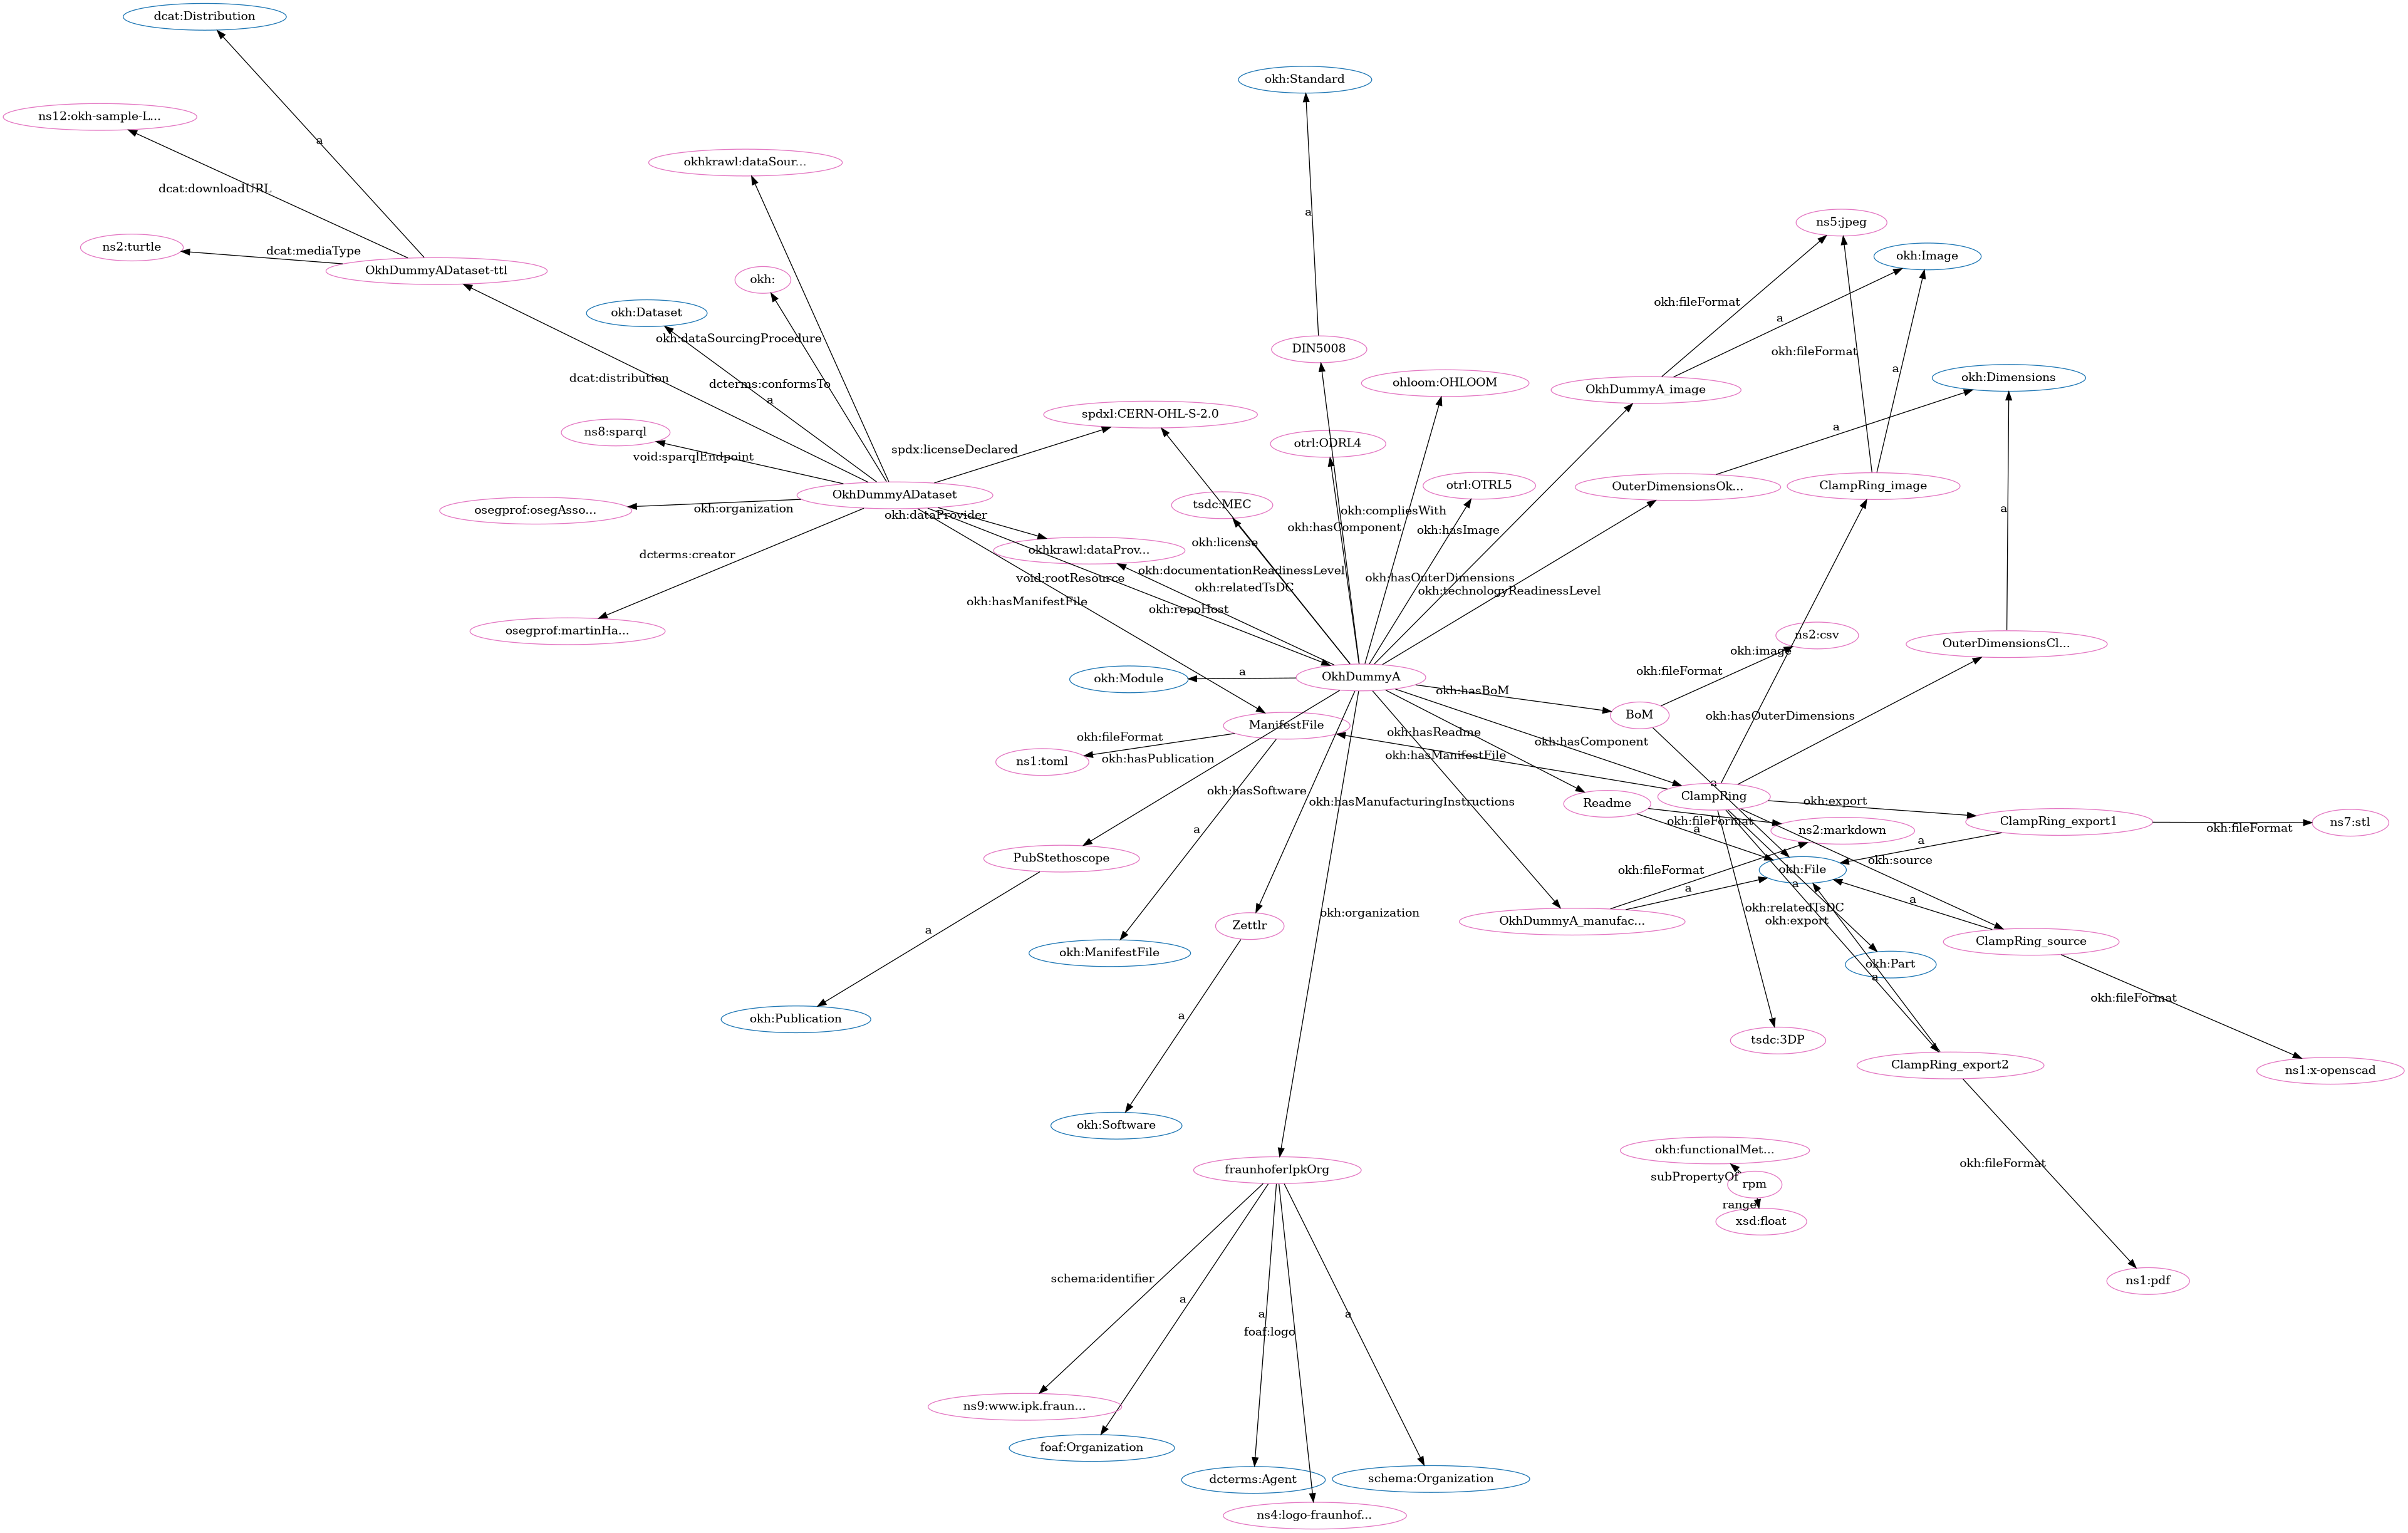 dcat:Distribution
okh:Standard
ns12:okh-sample-L...
a
okhkrawl:dataSour...
dcat:downloadURL
a
ns5:jpeg
ns2:turtle
dcat:mediaType
okh:Image
OkhDummyADataset-ttl
okh:
okh:fileFormat
okh:Dataset
a
okh:dataSourcingProcedure
DIN5008
okh:fileFormat
a
dcat:distribution
dcterms:conformsTo
ohloom:OHLOOM
OkhDummyA_image
okh:Dimensions
a
spdxl:CERN-OHL-S-2.0
ns8:sparql
a
otrl:ODRL4
spdx:licenseDeclared
void:sparqlEndpoint
OkhDummyADataset
otrl:OTRL5
OuterDimensionsOk...
ClampRing_image
tsdc:MEC
osegprof:osegAsso...
okh:organization
okh:dataProvider
okh:compliesWith
a
okh:hasComponent
okh:hasImage
okh:license
okhkrawl:dataProv...
dcterms:creator
okh:documentationReadinessLevel
void:rootResource
okh:hasOuterDimensions
okh:relatedTsDC
okh:technologyReadinessLevel
okh:hasManifestFile
okh:repoHost
osegprof:martinHa...
ns2:csv
OuterDimensionsCl...
okh:image
okh:fileFormat
a
okh:Module
OkhDummyA
okh:hasBoM
BoM
okh:hasOuterDimensions
ManifestFile
okh:hasReadme
okh:fileFormat
okh:hasComponent
okh:hasManifestFile
ns1:toml
okh:hasPublication
a
okh:hasSoftware
ClampRing
okh:hasManufacturingInstructions
Readme
okh:export
okh:fileFormat
ClampRing_export1
ns7:stl
a
a
ns2:markdown
okh:fileFormat
a
PubStethoscope
okh:source
okh:fileFormat
okh:File
a
a
a
okh:relatedTsDC
okh:organization
okh:export
OkhDummyA_manufac...
a
Zettlr
ClampRing_source
okh:ManifestFile
okh:Part
a
okh:fileFormat
okh:Publication
a
tsdc:3DP
ClampRing_export2
ns1:x-openscad
okh:Software
okh:functionalMet...
okh:fileFormat
fraunhoferIpkOrg
subPropertyOf
rpm
range
xsd:float
schema:identifier
ns1:pdf
a
a
a
foaf:logo
ns9:www.ipk.fraun...
foaf:Organization
dcterms:Agent
schema:Organization
ns4:logo-fraunhof...